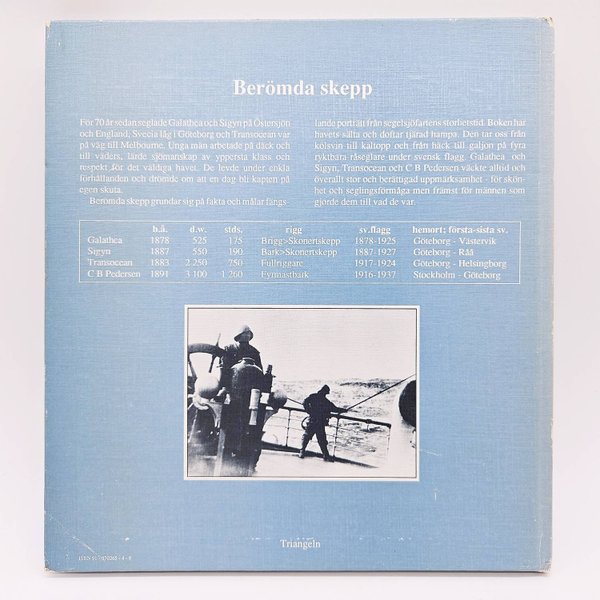 Berömda skepp
För 70 år sedan seglade Galathea och Sigyn på Östersjön
och England, Svecia låg i Göteborg och Transocean var
på väg till Melbourne. Unga män arbetade på däck och
till väders, lärde sjömanskap av yppersta klass och
respekt för det väldiga havet. De levde under enkla
förhållanden och drömde om att en dag bli kapten på
egen skuta.
Berömda skepp grundar sig på fakta och målar fängs-
lande porträtt från segelsjöfartens storhetstid. Boken har
havets sälta och doftar tjärad hampa. Den tar oss från
kölsvin till kaltopp och från häck till galjon på fyra
ryktbara råseglare under svensk flagg. Galathea och
Sigyn, Transocean och C B Pedersen väckte alltid och
överallt stor och berättigad uppmärksamhet - för skön-
het och seglingsförmåga men främst för männen som
gjorde dem till vad de var.
b.å. d.w. stds. rigg sv.flagg hemort: första-sista sv.
Galathea 1878 525 175 Brigg>Skonertskepp 1878-1925 Göteborg - Västervik
Sigyn 1887 550 190 Bark>Skonertskepp 1887-1927 Göteborg - Råå
Transocean 1883 2 250 750 Fullriggare 1917-1924 Göteborg - Helsingborg
C B Pedersen 1891 3 100 1 260 Fyrmastbark 1916-1937 Stockholm - Göteborg
Triangeln
ISBN